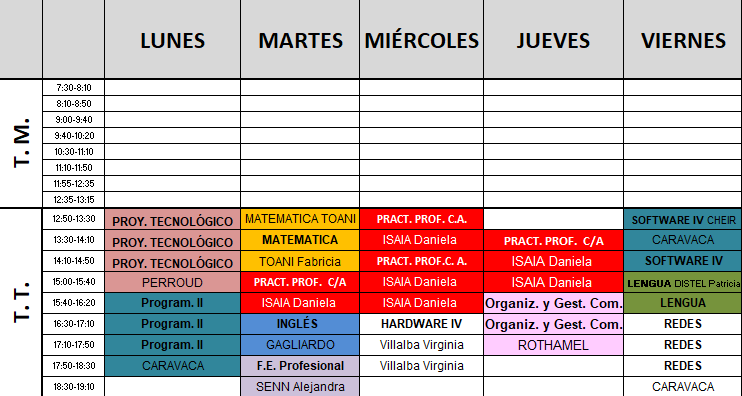 LUNES MARTES MIÉRCOLES JUEVES VIERNES
T. M.
7:30-8:10
8:10-8:50
9:00-9:40
9:40-10:20
10:30-11:10
11:10-11:50
11:55-12:35
12:35-13:15
T. T.
12:50-13:30 PROY. TECNOLÓGICO MATEMATICA TOANI PRACT. PROF. C.A. SOFTWARE IV CHEIR
13:30-14:10 PROY. TECNOLÓGICO MATEMATICA ISAIA Daniela PRACT. PROF. C/A CARAVACA
14:10-14:50 PROY. TECNOLÓGICO TOANI Fabricia PRACT. PROF.C. A. ISAIA Daniela SOFTWARE IV
15:00-15:40 PERROUD PRACT. PROF. C/A ISAIA Daniela ISAIA Daniela LENGUA DISTEL Patricia
15:40-16:20 Program. II ISAIA Daniela ISAIA Daniela Organiz. y Gest. Com. LENGUA
16:30-17:10 Program. II INGLÉS HARDWARE IV Organiz. y Gest. Com. REDES
17:10-17:50 Program. II GAGLIARDO Villalba Virginia ROTHAMEL REDES
17:50-18:30 CARAVACA F.E. Profesional Villalba Virginia REDES
18:30-19:10 SENN Alejandra CARAVACA